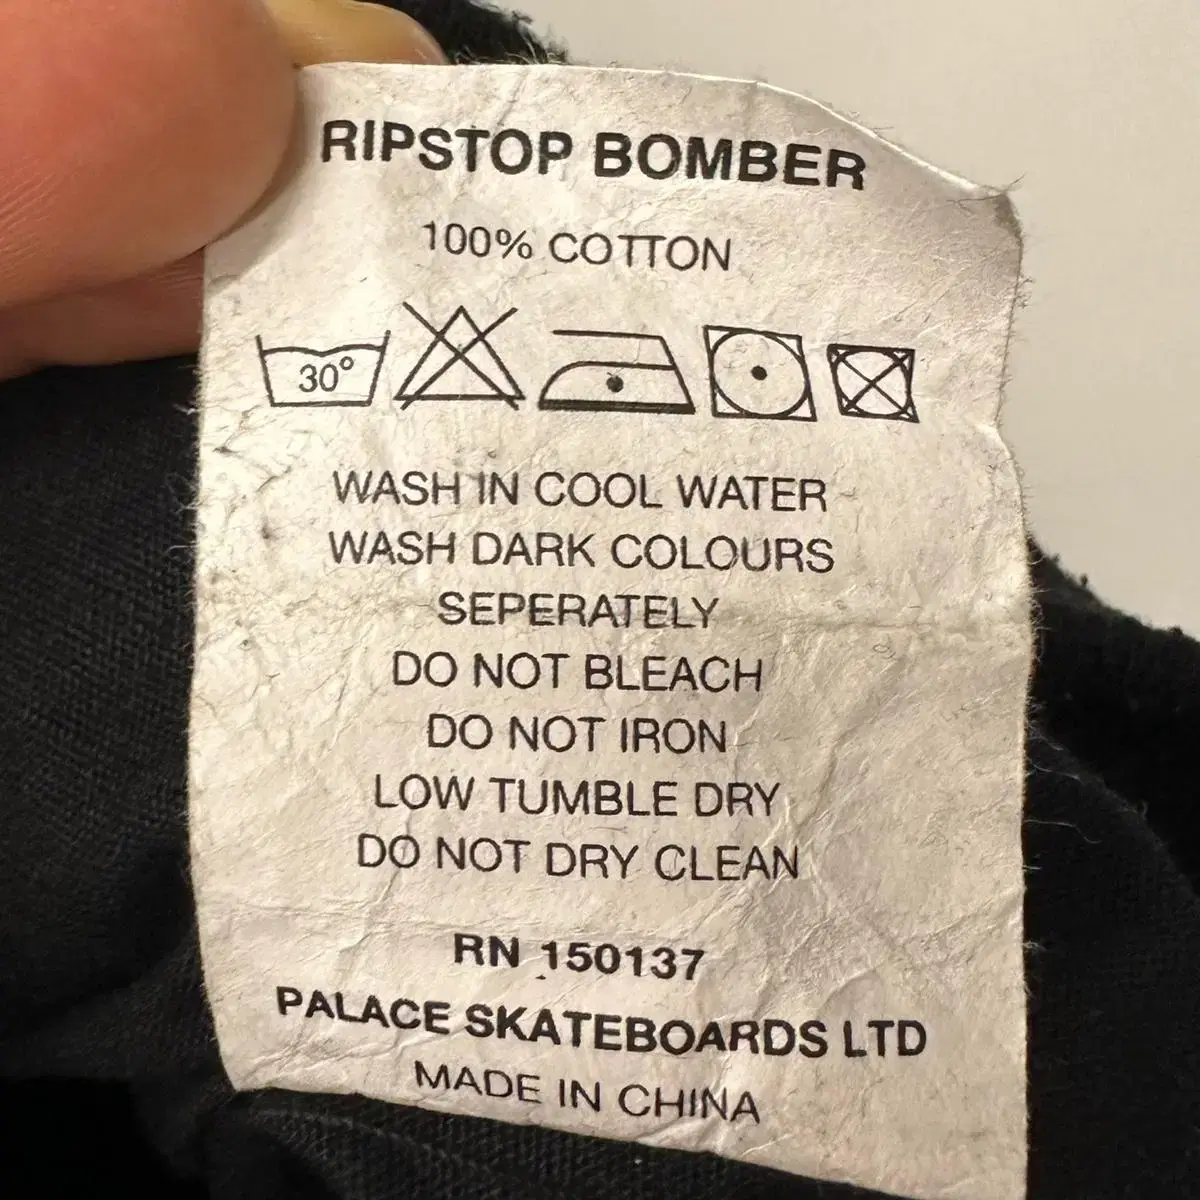 RIPSTOP BOMBER
100% COTTON
30°
WASH IN COOL WATER
WASH DARK COLOURS
SEPERATELY
DO NOT BLEACH
DO NOT IRON
LOW TUMBLE DRY
DO NOT DRY CLEAN
RN 150137
PALACE SKATEBOARDS LTD
MADE IN CHINA